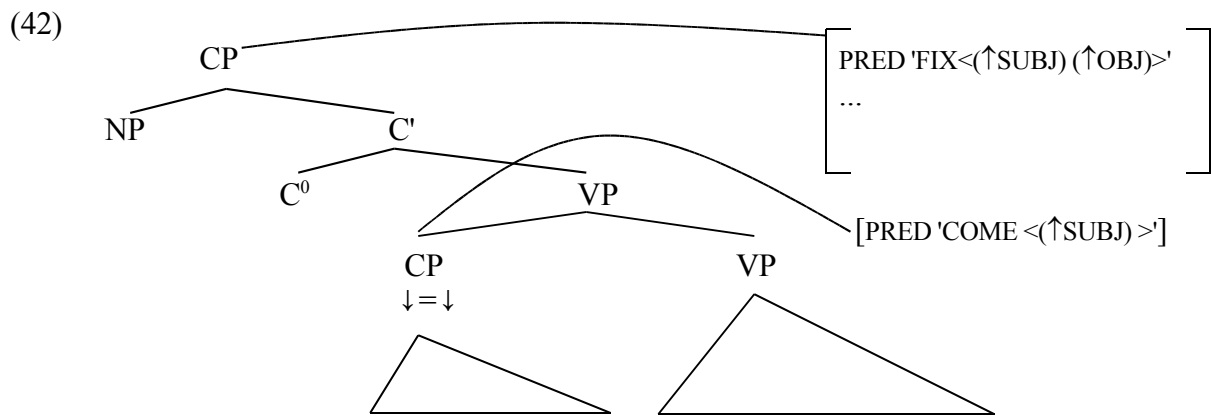 (42)
CP
PRED 'FIX<(↑SUBJ) (↑OBJ)>'
...
NP
C'
C⁰
VP
[PRED 'COME <(↑SUBJ) >']
CP
VP
↓=↓